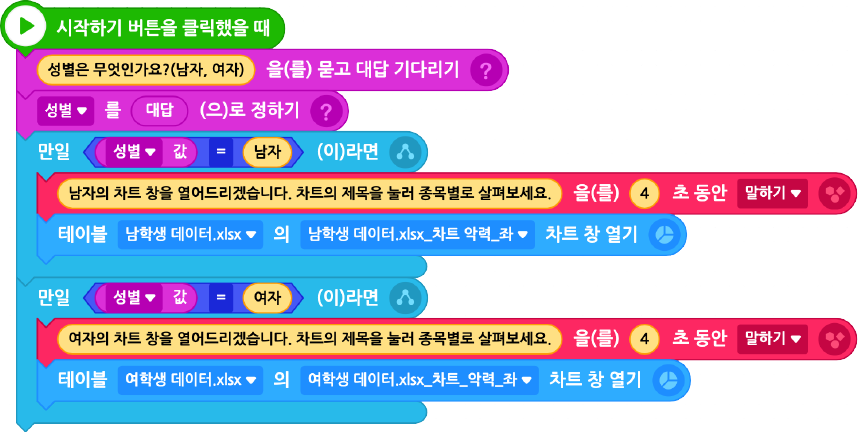 시작하기 버튼을 클릭했을 때
성별은 무엇인가요?(남자, 여자) 을(를) 묻고 대답 기다리기 ?
성별 ▼ 를 대답 (으)로 정하기 ?
만일 성별 ▼ 값 = 남자 (이)라면
남자의 차트 창을 열어드리겠습니다. 차트의 제목을 눌러 종목별로 살펴보세요. 을(를) 4 초 동안 말하기 ▼
테이블 남학생 데이터.xlsx ▼ 의 남학생 데이터.xlsx_차트 악력_좌 ▼ 차트 창 열기
만일 성별 ▼ 값 = 여자 (이)라면
여자의 차트 창을 열어드리겠습니다. 차트의 제목을 눌러 종목별로 살펴보세요. 을(를) 4 초 동안 말하기 ▼
테이블 여학생 데이터.xlsx ▼ 의 여학생 데이터.xlsx_차트_악력_좌 ▼ 차트 창 열기